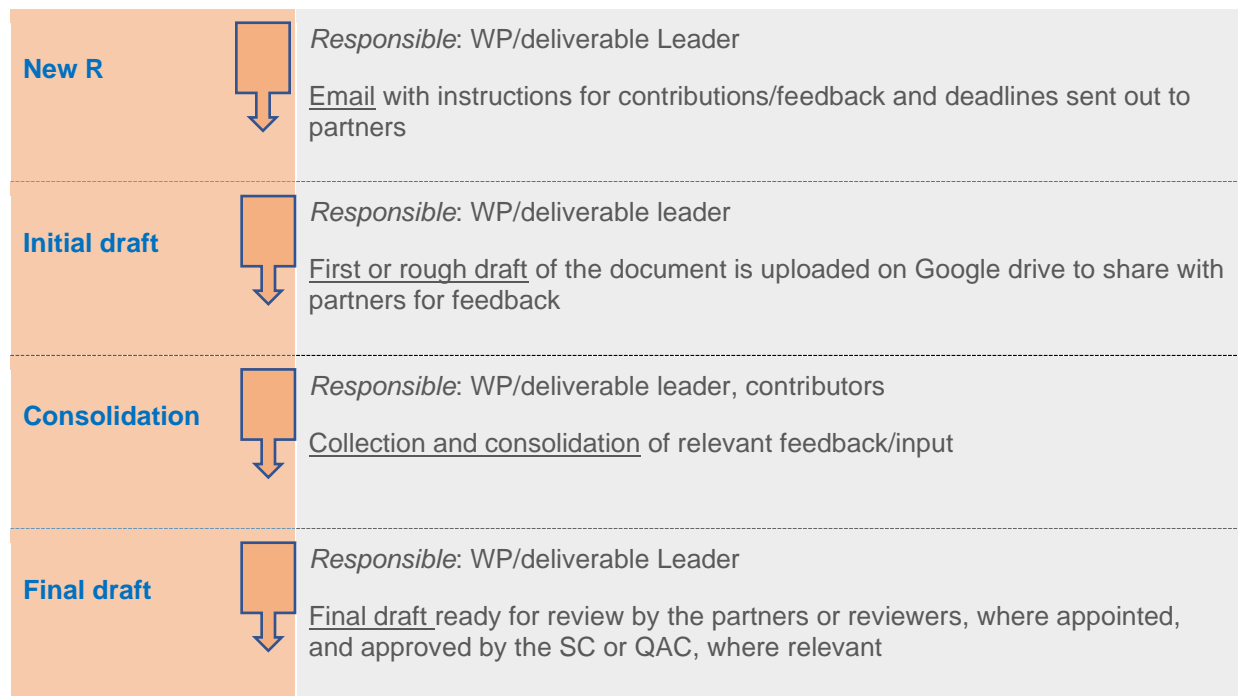 New R
Responsible: WP/deliverable Leader
Email with instructions for contributions/feedback and deadlines sent out to
partners
Initial draft
Responsible: WP/deliverable leader
First or rough draft of the document is uploaded on Google drive to share with
partners for feedback
Consolidation
Responsible: WP/deliverable leader, contributors
Collection and consolidation of relevant feedback/input
Final draft
Responsible: WP/deliverable Leader
Final draft ready for review by the partners or reviewers, where appointed,
and approved by the SC or QAC, where relevant